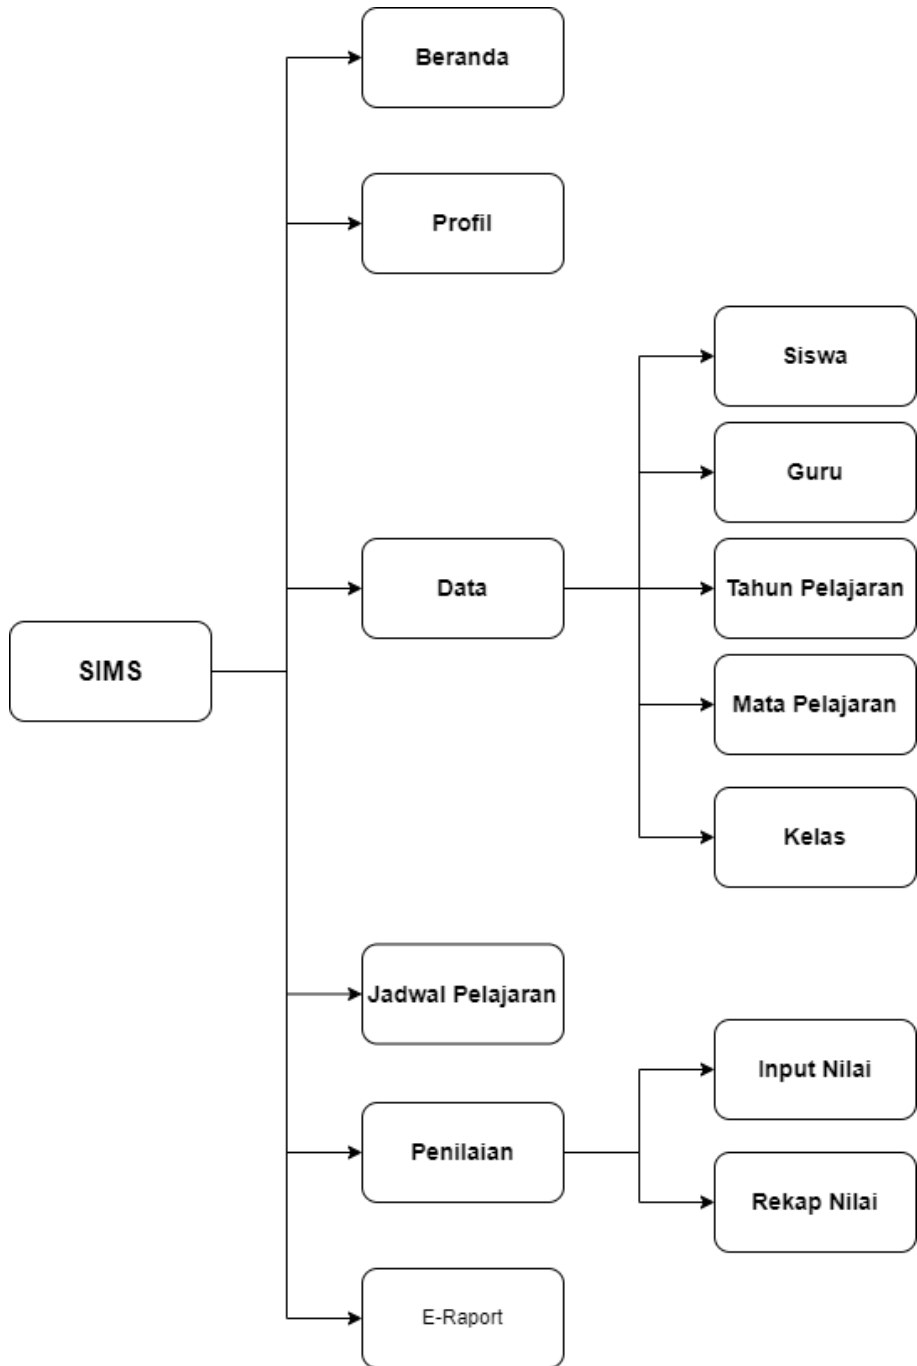 Beranda
Profil
Siswa
Guru
Data
Tahun Pelajaran
SIMS
Mata Pelajaran
Kelas
Jadwal Pelajaran
Input Nilai
Penilaian
Rekap Nilai
E-Raport